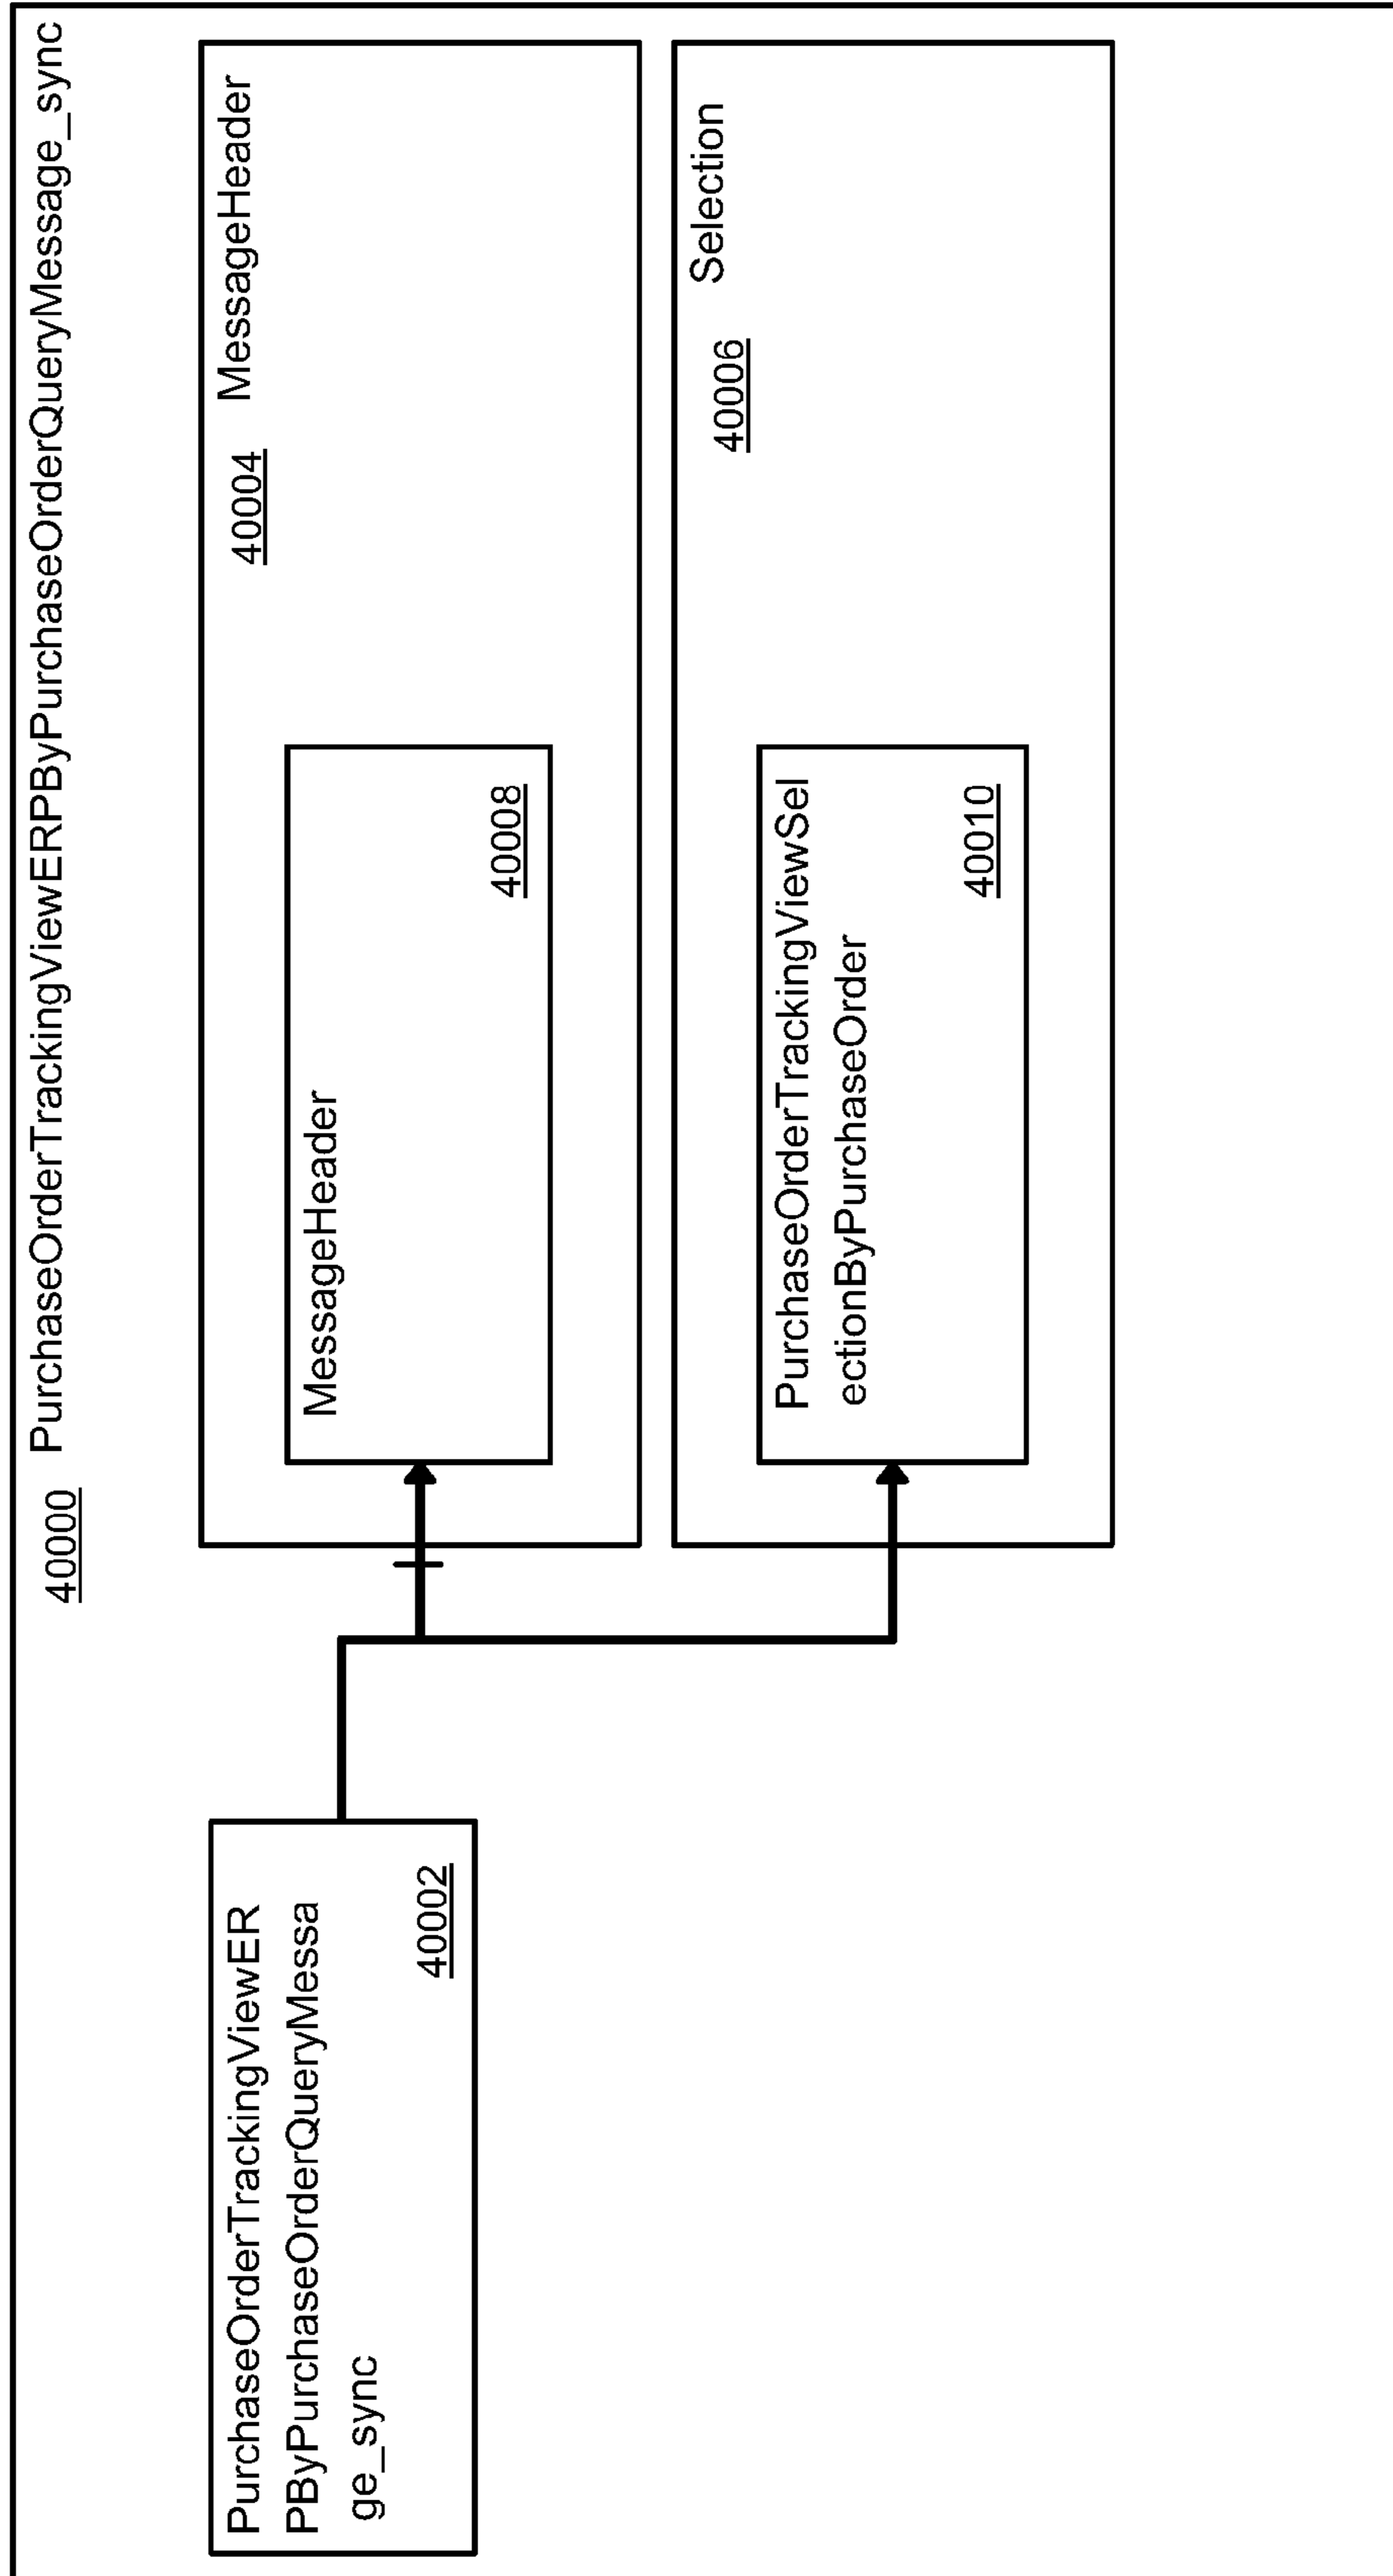 40000 PurchaseOrderTrackingViewERPByPurchaseOrderQueryMessage_sync
PurchaseOrderTrackingViewER
PByPurchaseOrderQueryMessa
ge_sync
40002
40004 MessageHeader
MessageHeader
40008
Selection
40006
PurchaseOrderTrackingViewSel
ectionByPurchaseOrder
40010